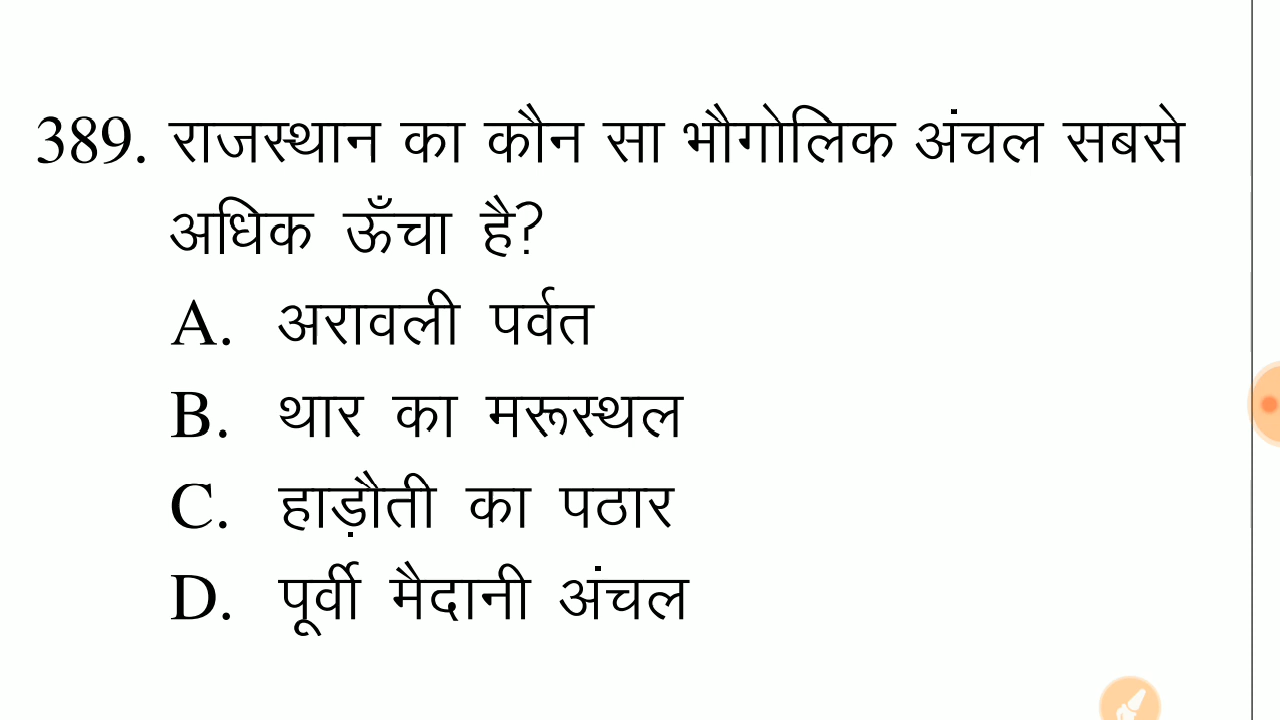 389. राजस्थान का कौन सा भौगोलिक अंचल सबसे
अधिक ऊँचा है?
A. अरावली पर्वत
B. थार का मरूस्थल
C. हाड़ौती का पठार
D. पूर्वी मैदानी अंचल